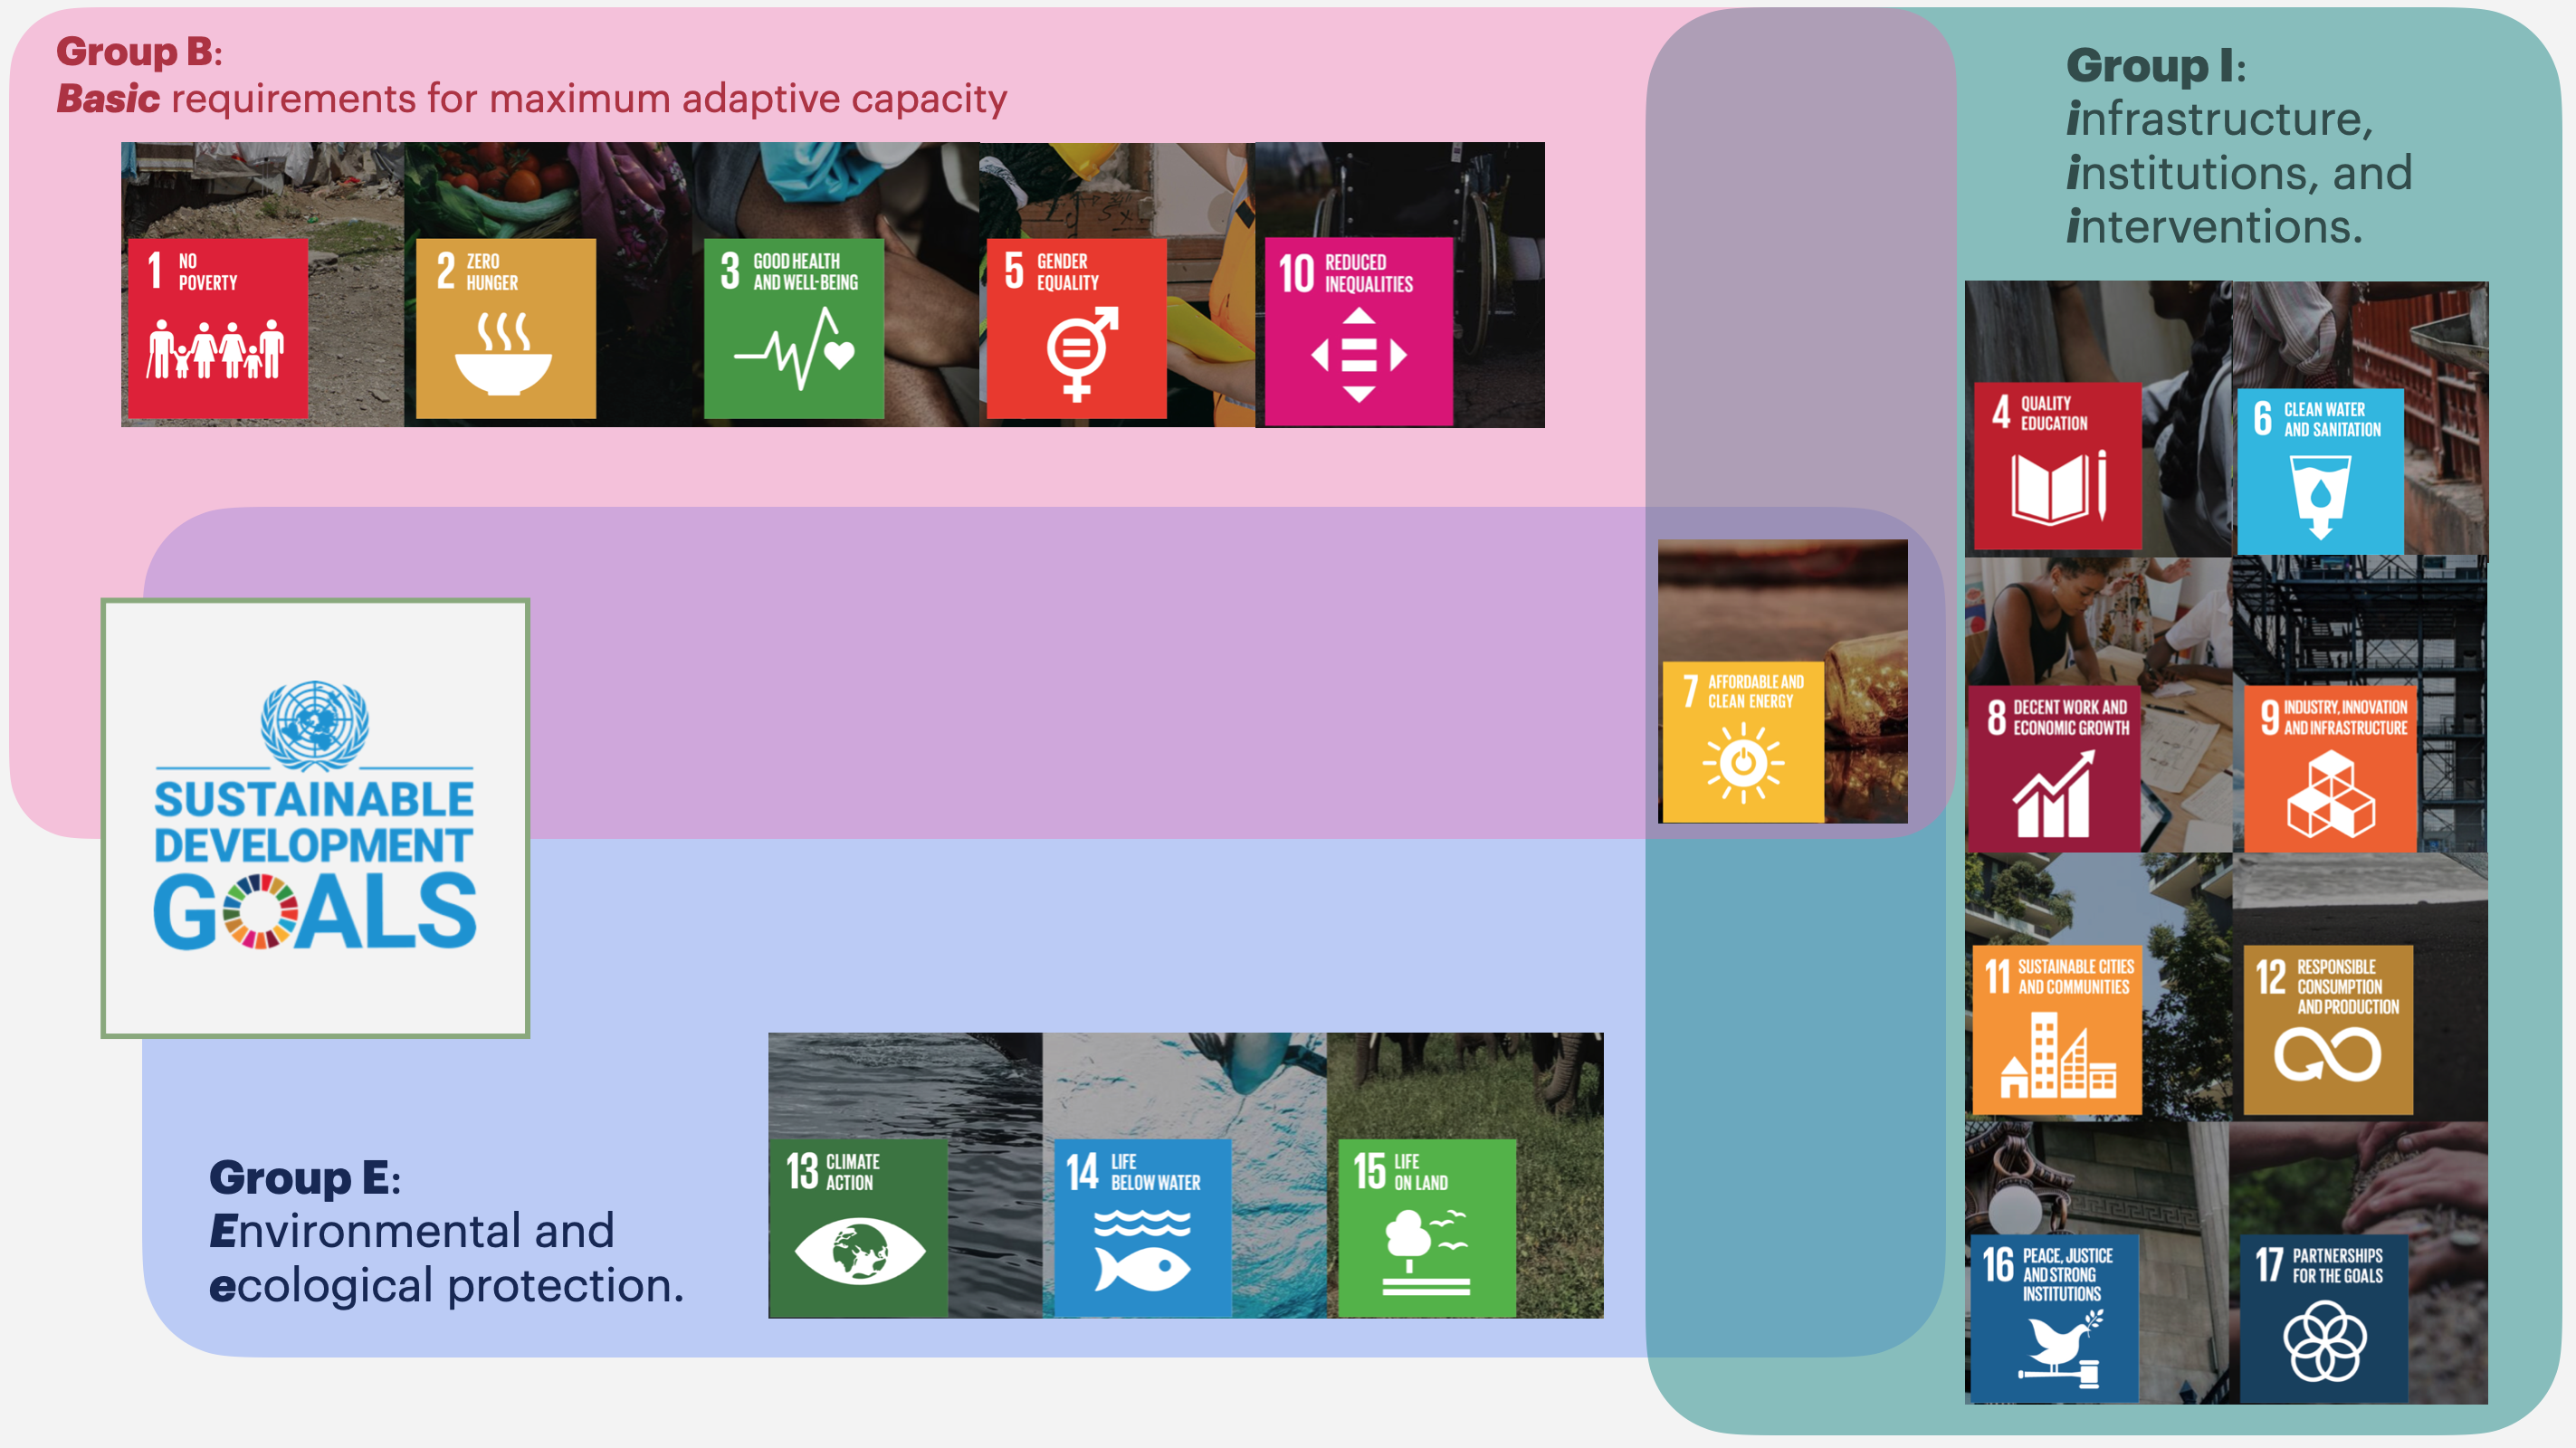 Group B:
Basic requirements for maximum adaptive capacity
1 NO
POVERTY
2 ZERO
HUNGER
3 GOOD HEALTH
AND WELL-BEING
5 GENDER
EQUALITY
10 REDUCED
INEQUALITIES
Group I:
infrastructure,
institutions, and
interventions.
4 QUALITY
EDUCATION
6 CLEAN WATER
AND SANITATION
7 AFFORDABLE AND
CLEAN ENERGY
8 DECENT WORK AND
ECONOMIC GROWTH
9 INDUSTRY, INNOVATION
AND INFRASTRUCTURE
11 SUSTAINABLE CITIES
AND COMMUNITIES
12 RESPONSIBLE
CONSUMPTION
AND PRODUCTION
16 PEACE, JUSTICE
AND STRONG
INSTITUTIONS
17 PARTNERSHIPS
FOR THE GOALS
SUSTAINABLE
DEVELOPMENT
GOALS
Group E:
Environmental and
ecological protection.
13 CLIMATE
ACTION
14 LIFE
BELOW WATER
15 LIFE
ON LAND